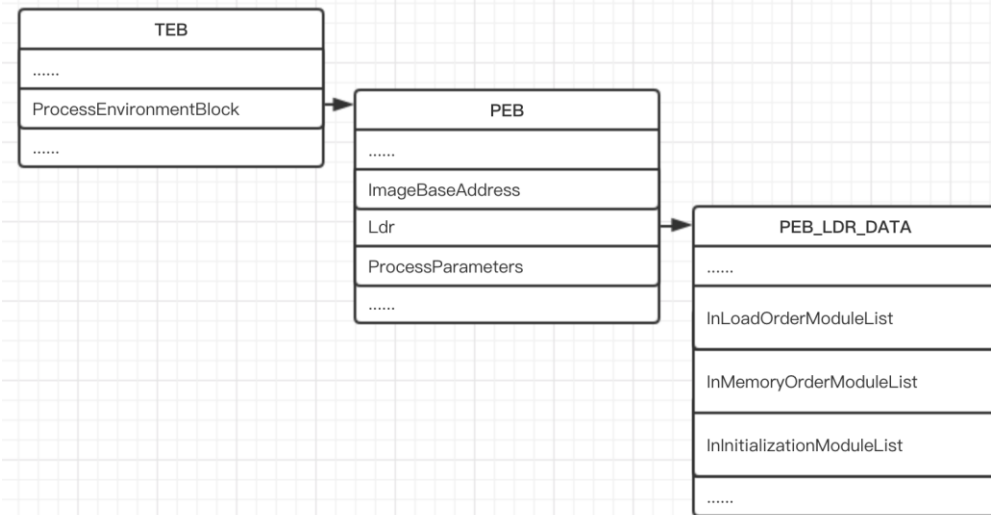 TEB
......
ProcessEnvironmentBlock
......
PEB
......
ImageBaseAddress
Ldr
ProcessParameters
......
PEB_LDR_DATA
......
InLoadOrderModuleList
InMemoryOrderModuleList
InInitializationModuleList
......